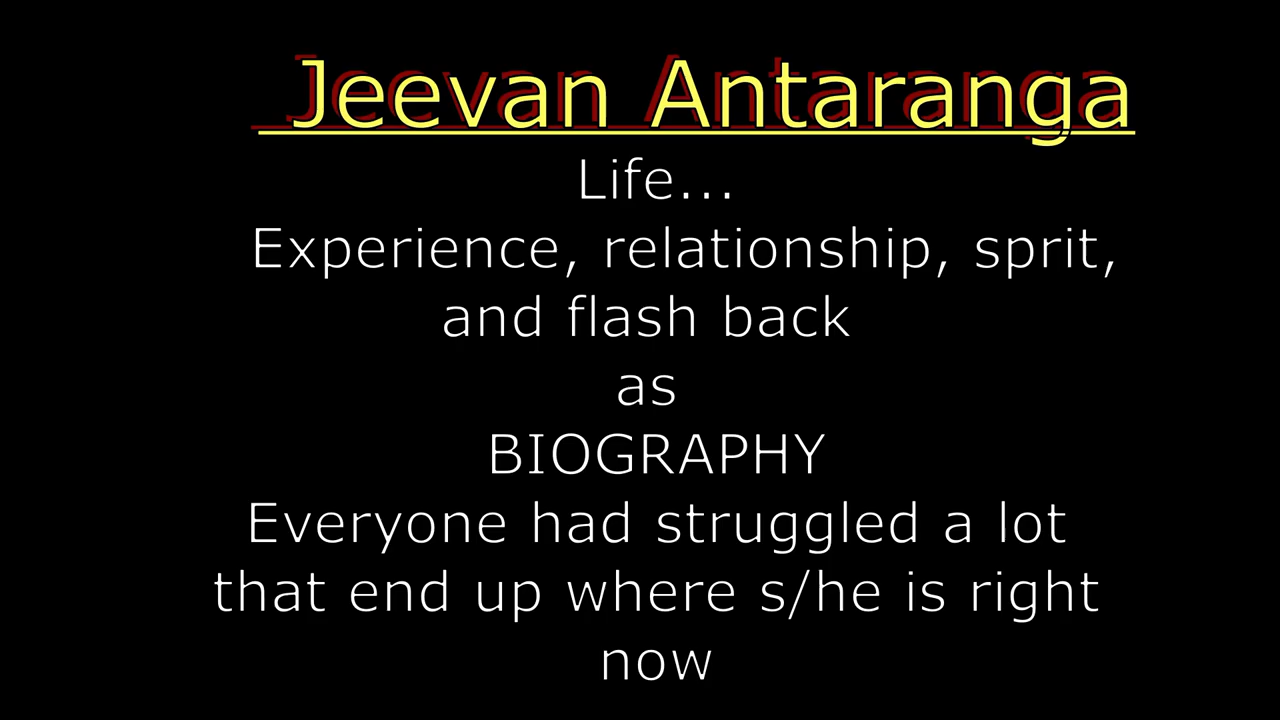 Jeevan Antaranga
Life...
Experience, relationship, sprit,
and flash back
as
BIOGRAPHY
Everyone had struggled a lot
that end up where s/he is right
now